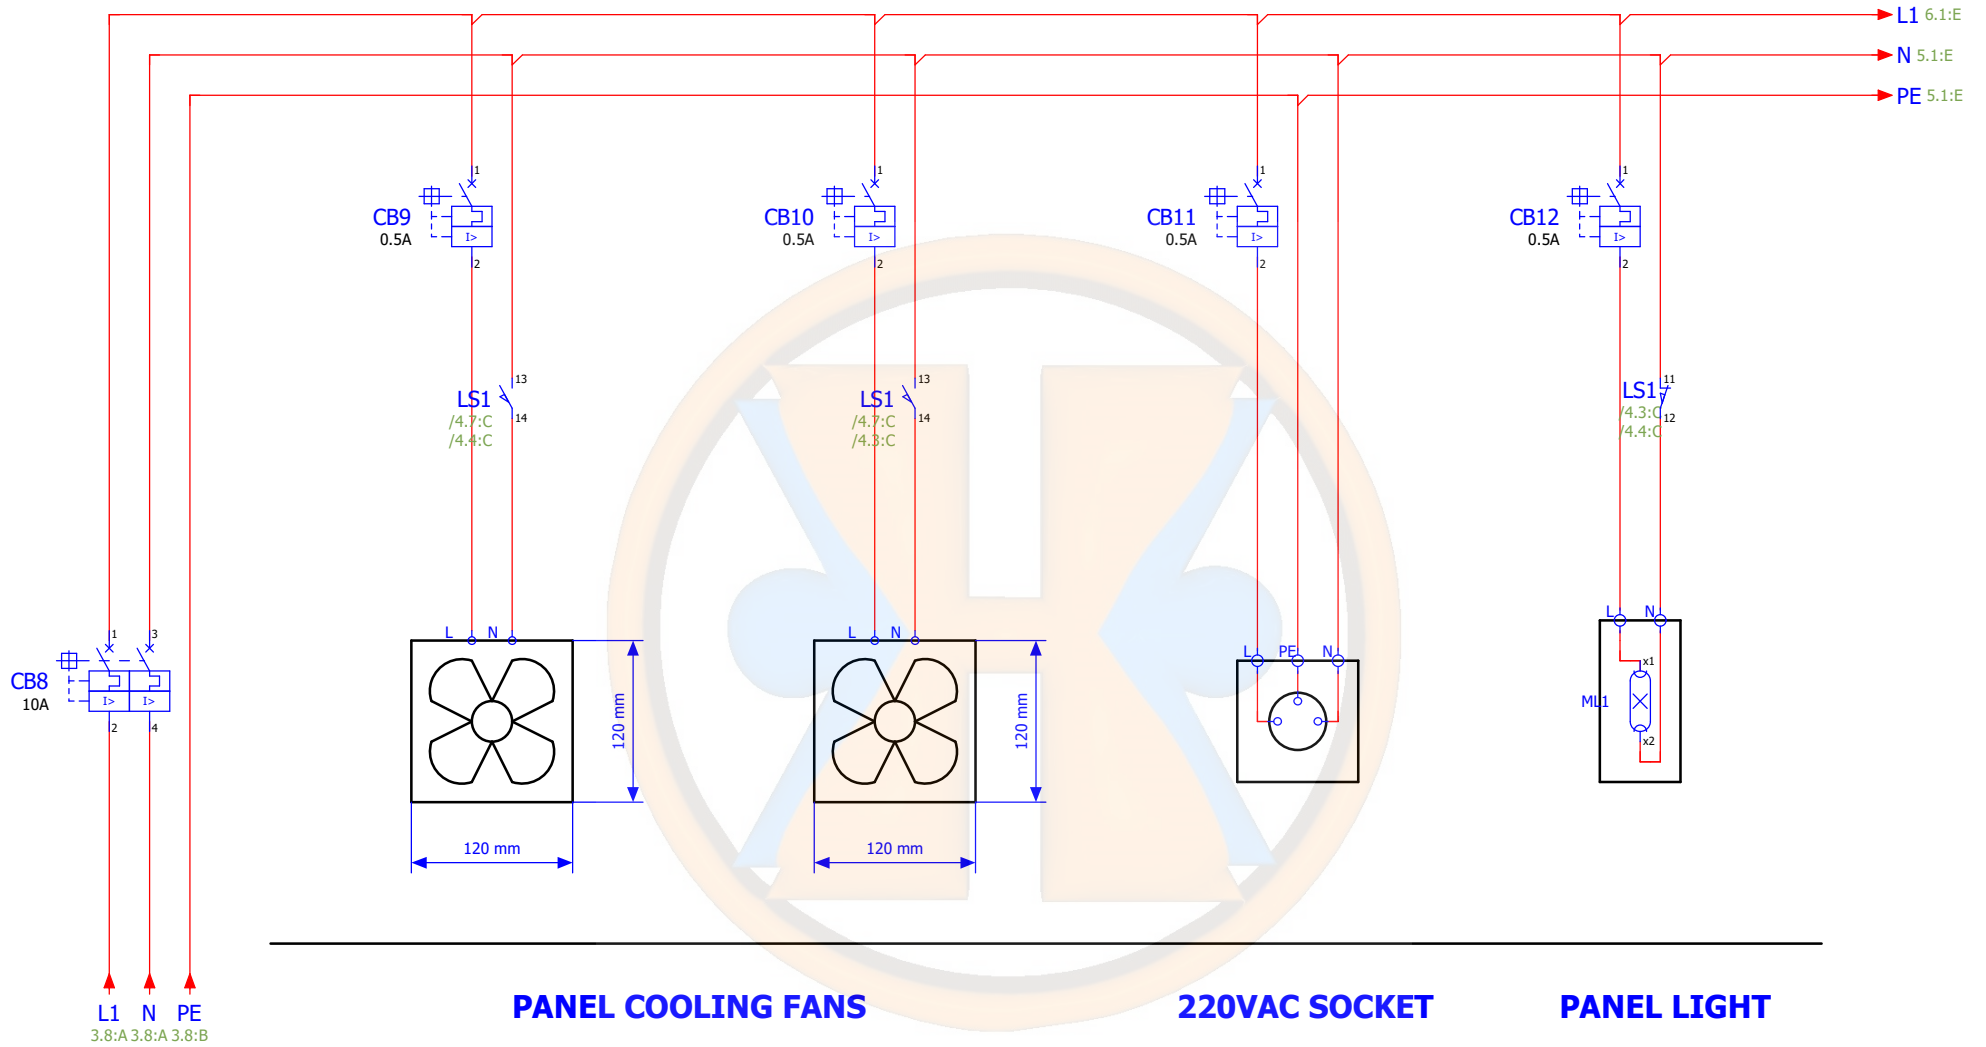 L1 6.1:E
N 5.1:E
PE 5.1:E
1
1
1
1
CB9
0.5A
I>
2
CB10
0.5A
I>
2
CB11
0.5A
I>
2
CB12
0.5A
I>
2
13
LS1
14
/4.7:C
/4.4:C
13
LS1
14
/4.7:C
/4.3:C
11
LS1
12
/4.3:C
/4.4:C
1 3
CB8
10A
I> I>
2 4
L N
120 mm
120 mm
L N
120 mm
120 mm
L PE N
L N
x1
ML1
x2
L1 N PE
3.8:A 3.8:A 3.8:B
PANEL COOLING FANS
220VAC SOCKET
PANEL LIGHT